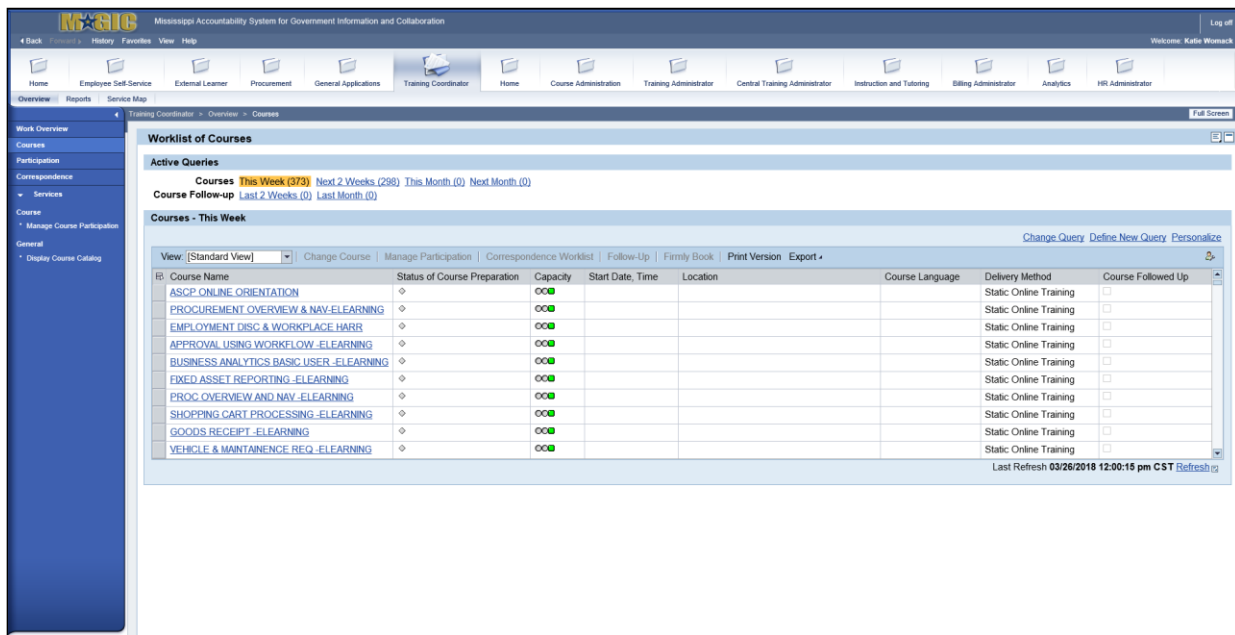 MAGIC
Mississippi Accountability System for Government Information and Collaboration
Log off
Back Forward History Favorites View Help
Welcome: Katie Womack
Home Employee Self-Service External Learner Procurement General Applications Training Coordinator Home Course Administration Training Administrator Central Training Administrator Instruction and Tutoring Billing Administrator Analytics HR Administrator
Overview Reports Service Map
Training Coordinator > Overview > Courses
Full Screen
Work Overview
Courses
Participation
Correspondence
Services
Course
Manage Course Participation
General
Display Course Catalog
Worklist of Courses
Active Queries
Courses This Week (373) Next 2 Weeks (298) This Month (0) Next Month (0)
Course Follow-up Last 2 Weeks (0) Last Month (0)
Courses - This Week
Change Query Define New Query Personalize
View: [Standard View] Change Course Manage Participation Correspondence Worklist Follow-Up Firmly Book Print Version Export
Course Name Status of Course Preparation Capacity Start Date, Time Location Course Language Delivery Method Course Followed Up
ASCP ONLINE ORIENTATION Static Online Training
PROCUREMENT OVERVIEW & NAV-ELEARNING Static Online Training
EMPLOYMENT DISC & WORKPLACE HARR Static Online Training
APPROVAL USING WORKFLOW -ELEARNING Static Online Training
BUSINESS ANALYTICS BASIC USER -ELEARNING Static Online Training
FIXED ASSET REPORTING -ELEARNING Static Online Training
PROC OVERVIEW AND NAV -ELEARNING Static Online Training
SHOPPING CART PROCESSING -ELEARNING Static Online Training
GOODS RECEIPT -ELEARNING Static Online Training
VEHICLE & MAINTAINENCE REQ -ELEARNING Static Online Training
Last Refresh 03/26/2018 12:00:15 pm CST Refresh